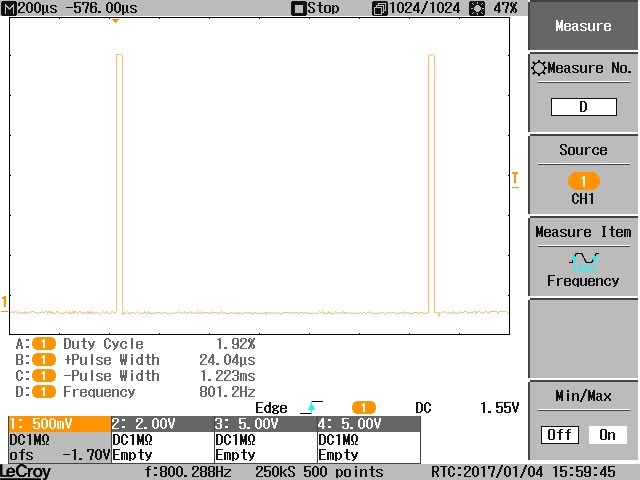 M 200µs -576.00µs Stop 1024/1024 47%
Measure
Measure No.
D
Source
1
CH1
T
Measure Item
Frequency
1
A: 1 Duty Cycle 1.92%
B: 1 +Pulse Width 24.04µs
C: 1 -Pulse Width 1.223ms
D: 1 Frequency 801.2Hz
Min/Max
Off On
Edge 1 DC 1.55V
1: 500mV 2: 2.00V 3: 5.00V 4: 5.00V
DC1MΩ DC1MΩ DC1MΩ DC1MΩ
ofs -1.70V Empty Empty Empty
LeCroy f:800.288Hz 250kS 500 points RTC:2017/01/04 15:59:45